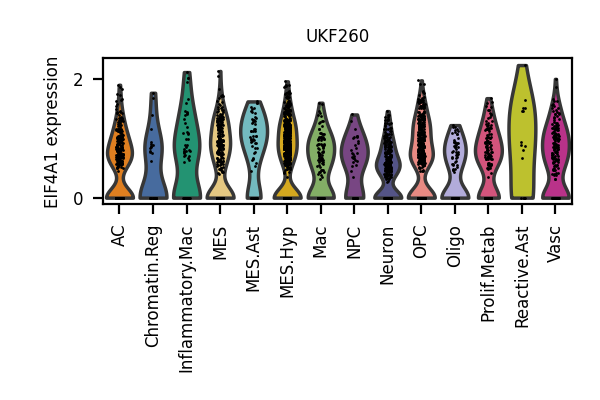 UKF260
EIF4A1 expression
2
0
AC
Chromatin.Reg
Inflammatory.Mac
MES
MES.Ast
MES.Hyp
Mac
NPC
Neuron
OPC
Oligo
Prolif.Metab
Reactive.Ast
Vasc